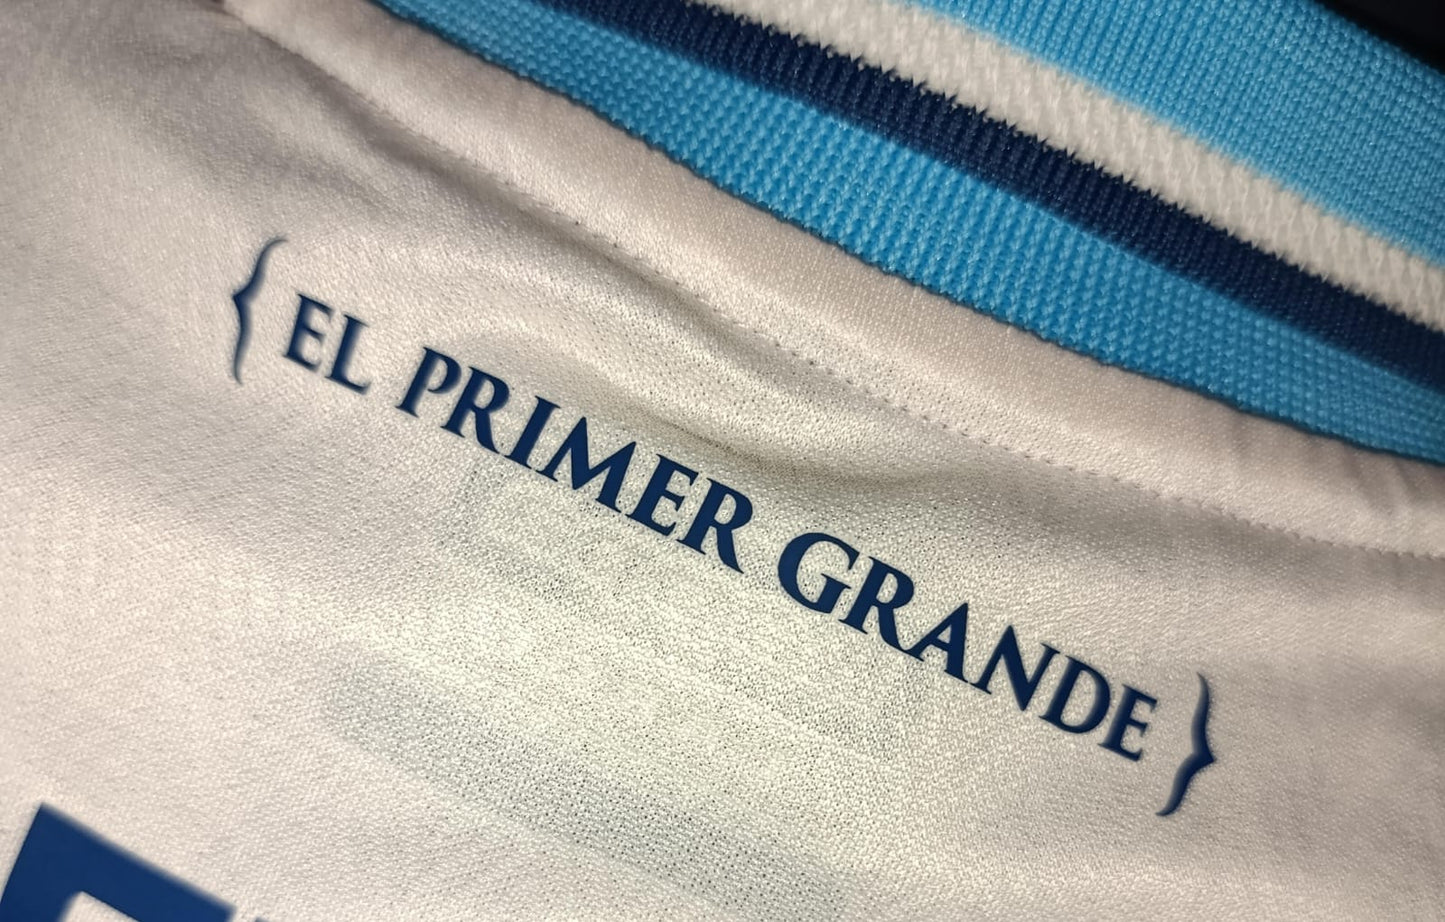 { EL PRIMER GRANDE }